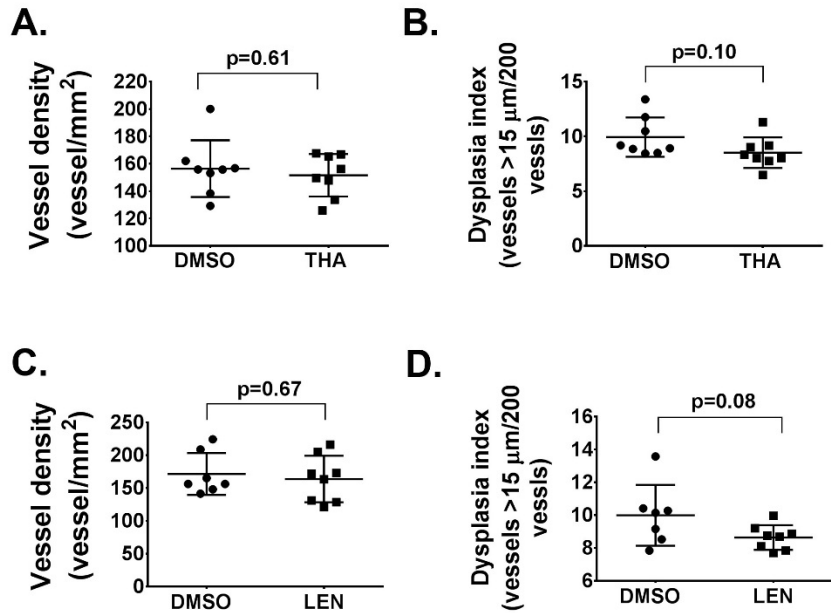 A.
p=0.61
Vessel density
(vessel/mm²)
220
200
180
160
140
120
100
DMSO
THA
B.
p=0.10
Dysplasia index
(vessels >15 μm/200
vessls)
15
10
5
0
DMSO
THA
C.
p=0.67
Vessel density
(vessel/mm²)
250
200
150
100
50
0
DMSO
LEN
D.
p=0.08
Dysplasia index
(vessels >15 μm/200
vessls)
16
14
12
10
8
6
DMSO
LEN